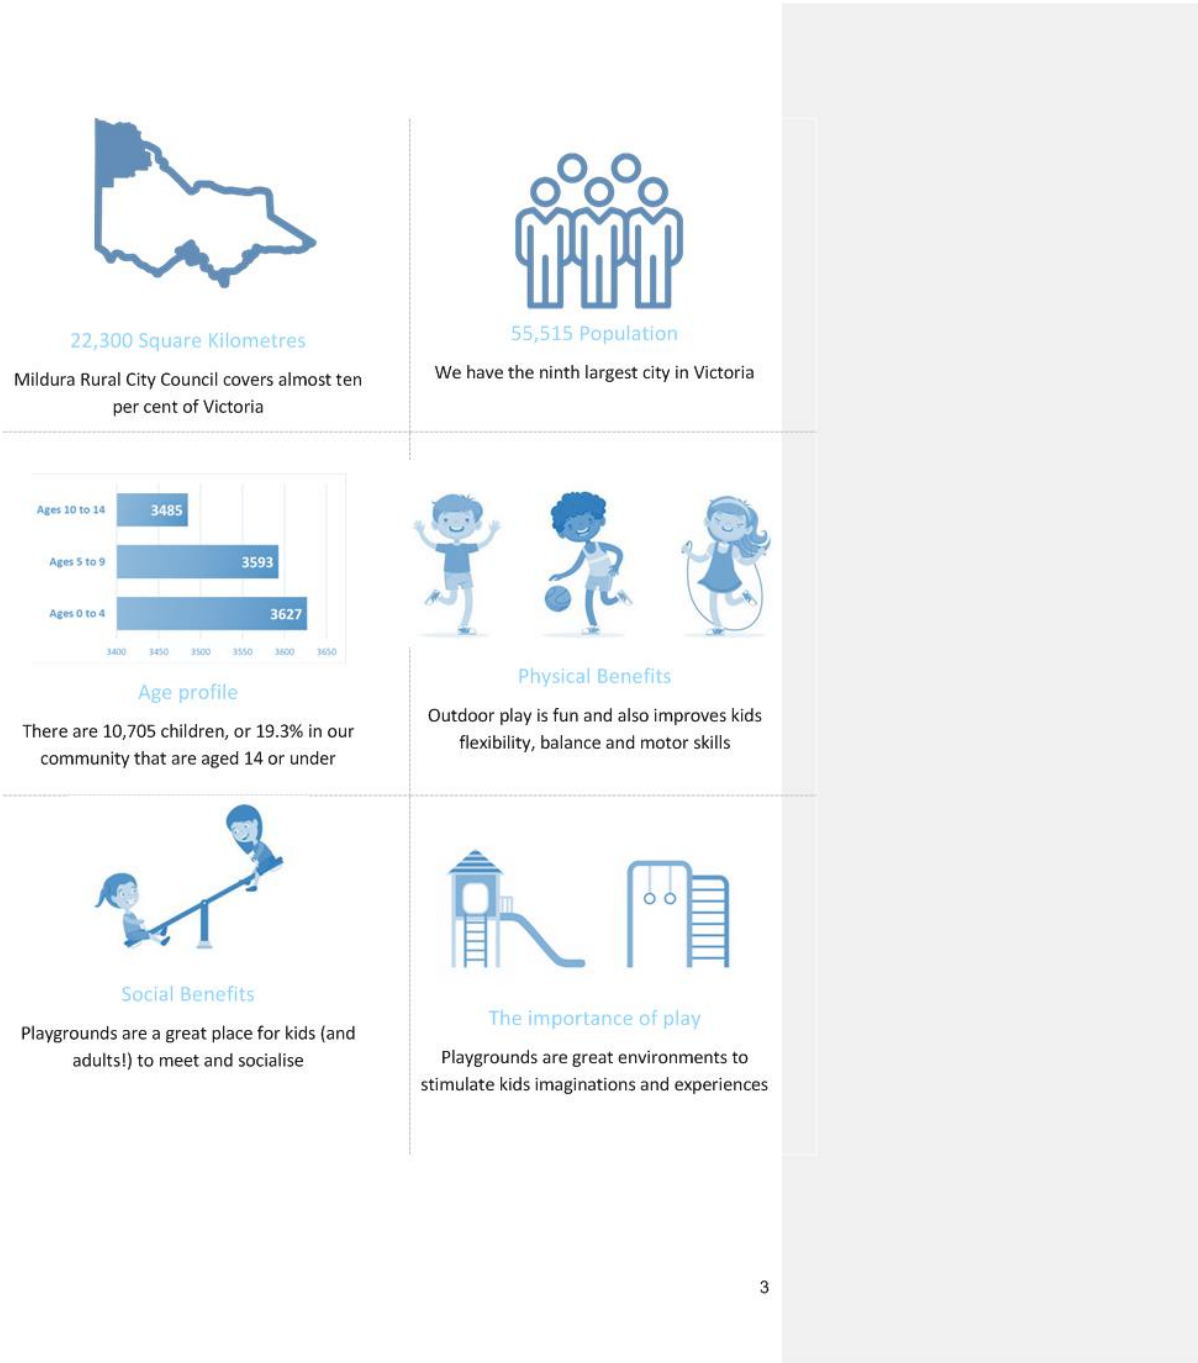 22,300 Square Kilometres
Mildura Rural City Council covers almost ten
per cent of Victoria
55,515 Population
We have the ninth largest city in Victoria
Ages 10 to 14
3485
Ages 5 to 9
3593
Ages 0 to 4
3627
3400 3450 3500 3550 3600 3650
Age profile
There are 10,705 children, or 19.3% in our
community that are aged 14 or under
Physical Benefits
Outdoor play is fun and also improves kids
flexibility, balance and motor skills
Social Benefits
Playgrounds are a great place for kids (and
adults!) to meet and socialise
The importance of play
Playgrounds are great environments to
stimulate kids imaginations and experiences
3